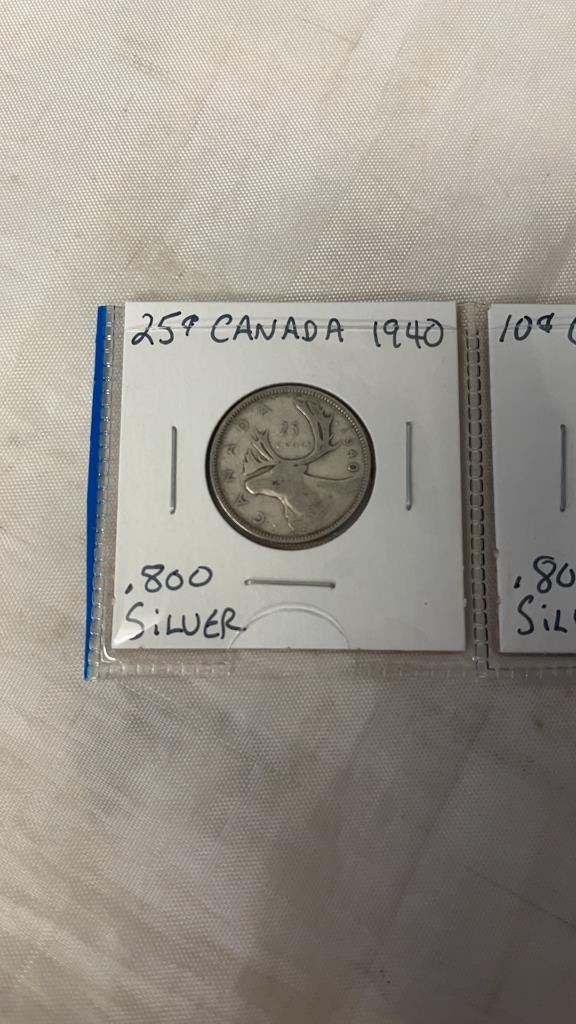 25¢ CANADA 1940
CANADA
25
CENTS
1940
.800
SILVER
10¢
.80
SIL